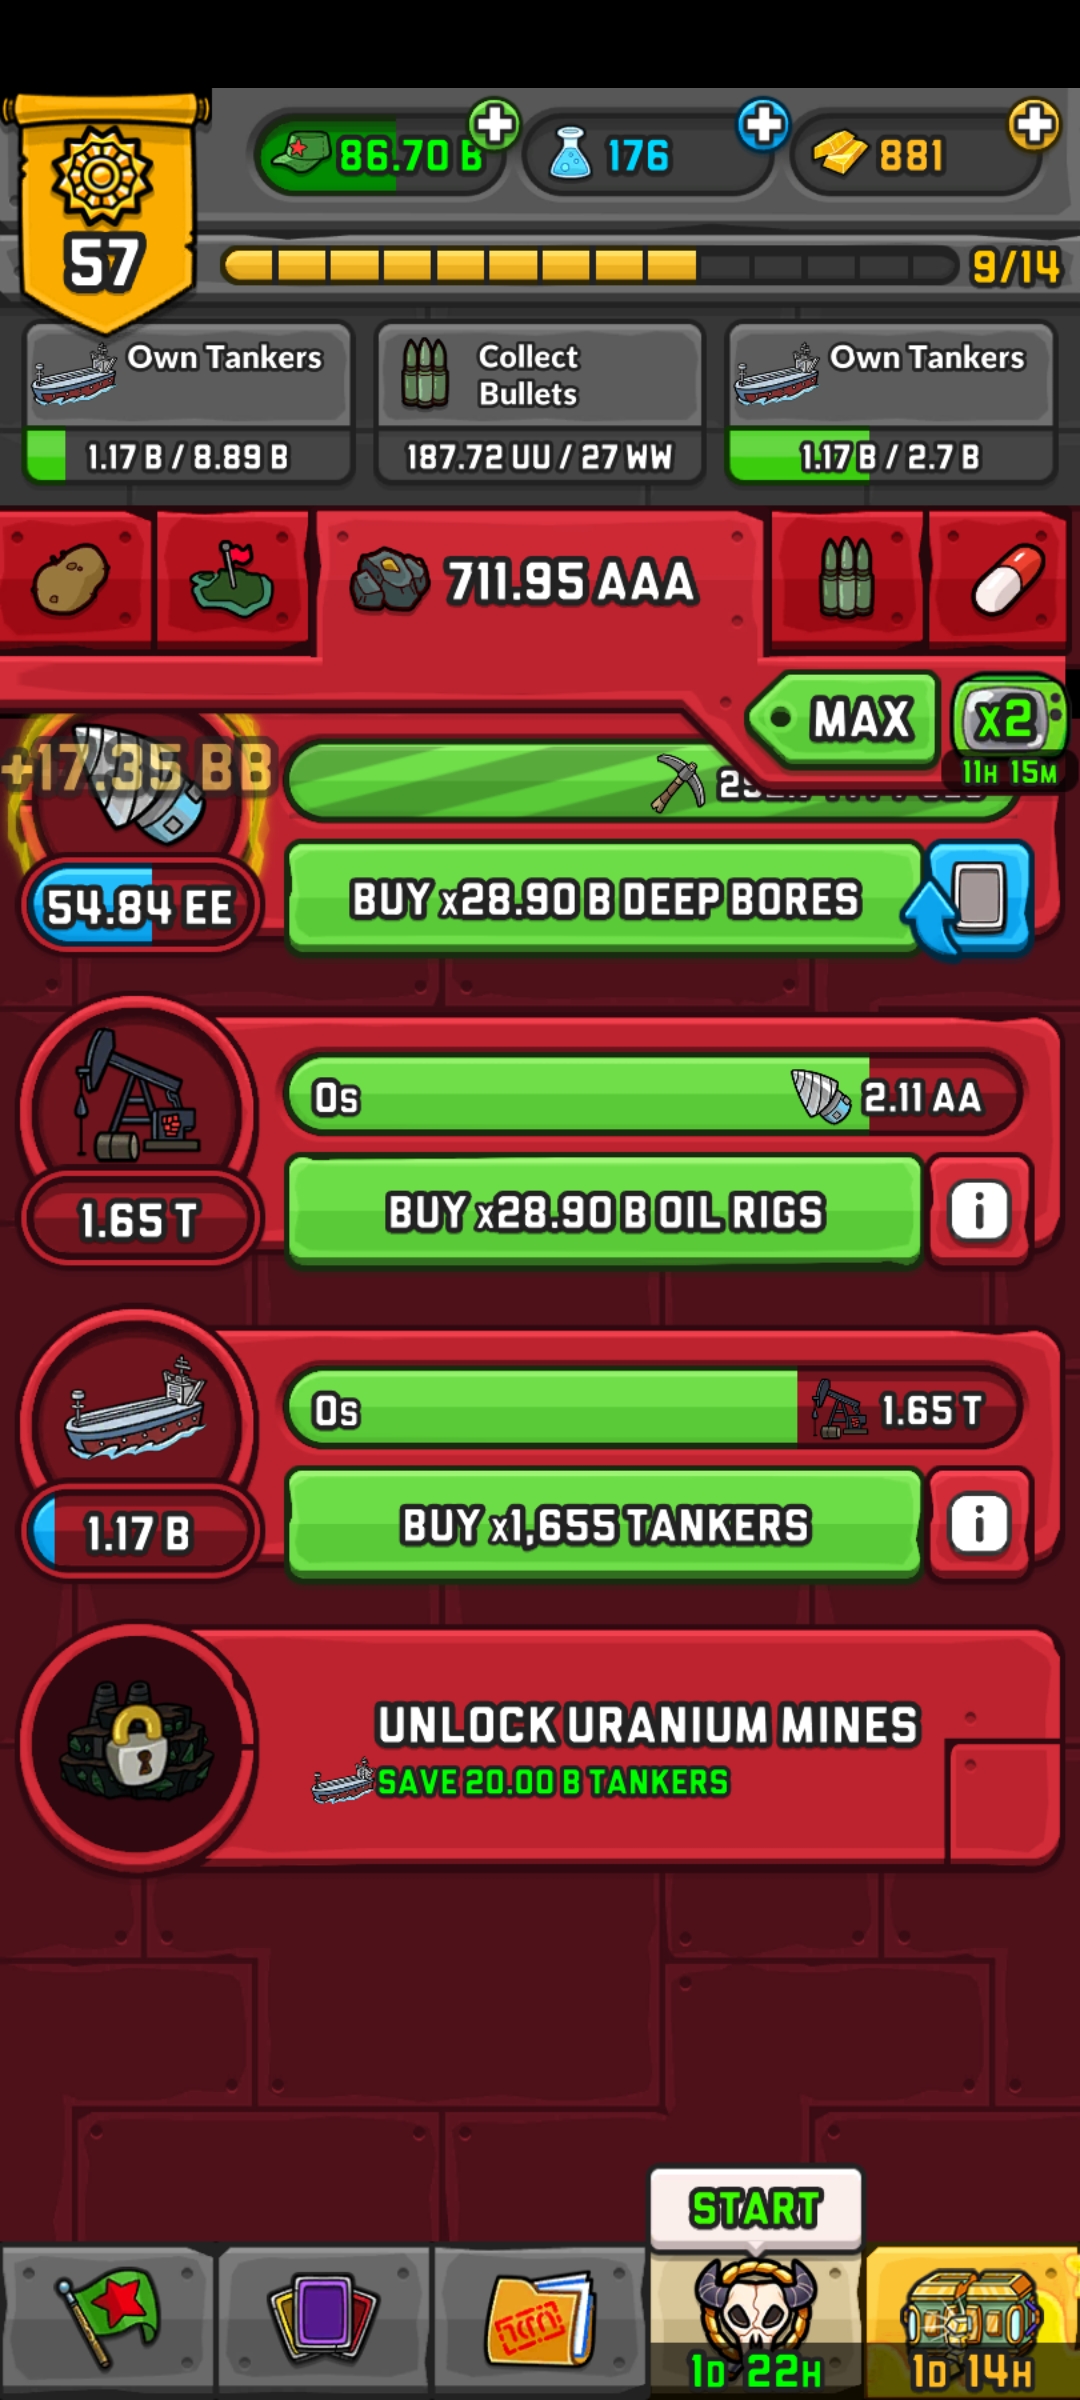 86.70 B
176
881
57
9/14
Own Tankers
1.17 B / 8.89 B
Collect
Bullets
187.72 UU / 27 WW
Own Tankers
1.17 B / 2.7 B
711.95 AAA
MAX
x2
11H 15M
+17.35 BB
54.84 EE
BUY x28.90 B DEEP BORES
0s
2.11 AA
1.65 T
BUY x28.90 B OIL RIGS
i
0s
1.65 T
1.17 B
BUY x1,655 TANKERS
i
UNLOCK URANIUM MINES
SAVE 20.00 B TANKERS
START
1D 22H
1D 14H